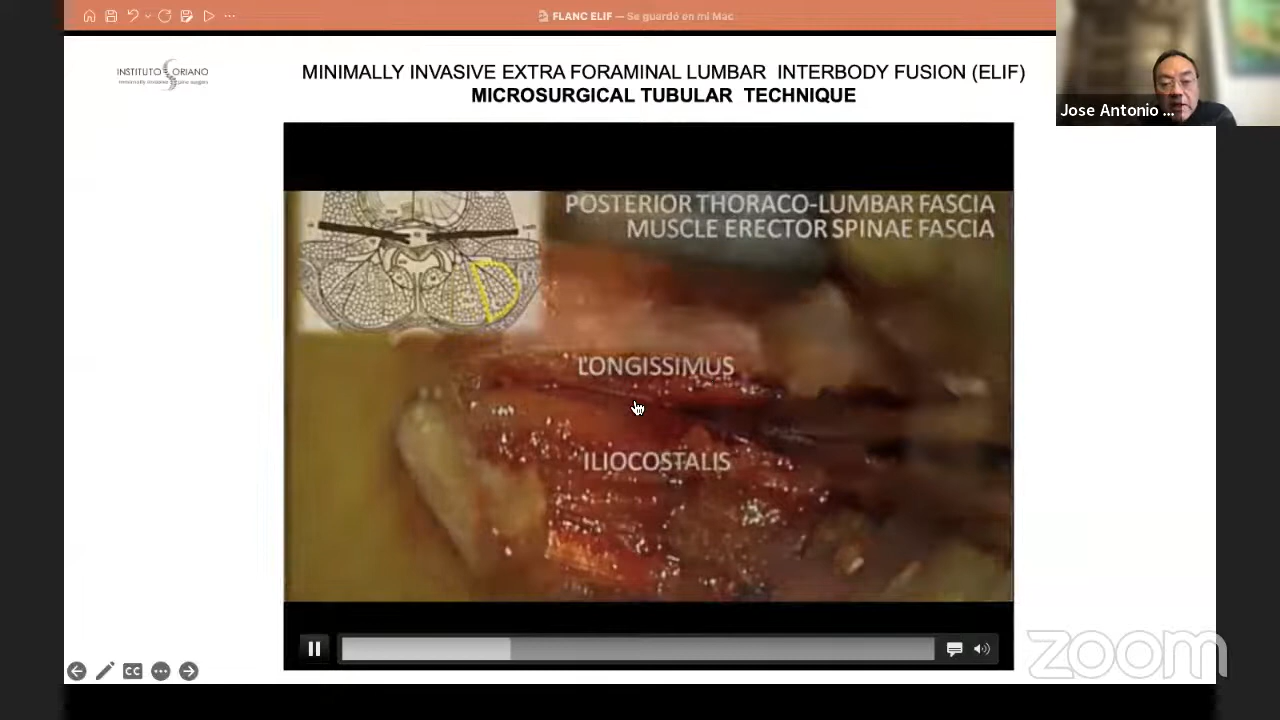 FLANC ELIF — Se guardó en mi Mac
INSTITUTO SORIANO
MINIMALLY INVASIVE EXTRA FORAMINAL LUMBAR INTERBODY FUSION (ELIF)
MICROSURGICAL TUBULAR TECHNIQUE
Jose Antonio ...
POSTERIOR THORACO-LUMBAR FASCIA
MUSCLE ERECTOR SPINAE FASCIA
LONGISSIMUS
ILIOCOSTALIS
CC
zoom